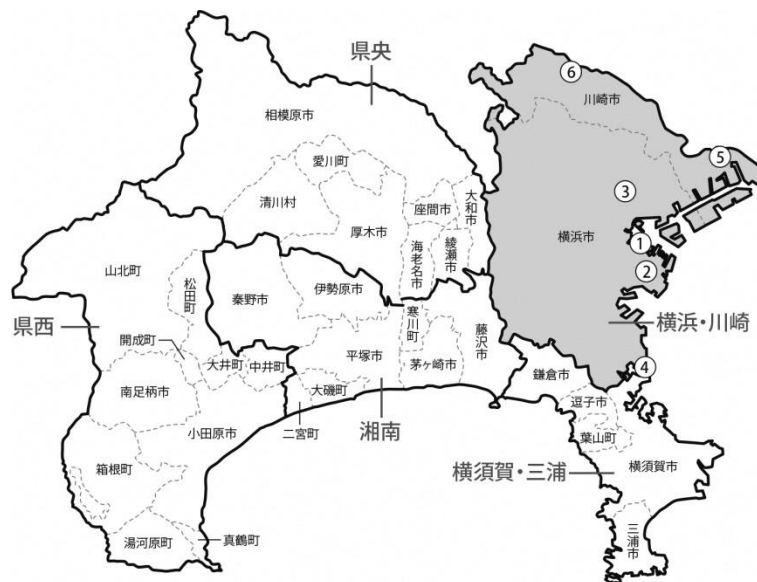 県央
⑥
川崎市
相模原市
愛川町
⑤
清川村
座間市
大和市
③
厚木市
横浜市
海老名市
綾瀬市
①
山北町
松田町
秦野市
伊勢原市
②
県西
寒川町
藤沢市
横浜・川崎
開成町
大井町
中井町
平塚市
茅ヶ崎市
鎌倉市
④
南足柄市
大磯町
逗子市
小田原市
二宮町
湘南
葉山町
箱根町
横須賀・三浦
横須賀市
湯河原町
真鶴町
三浦市